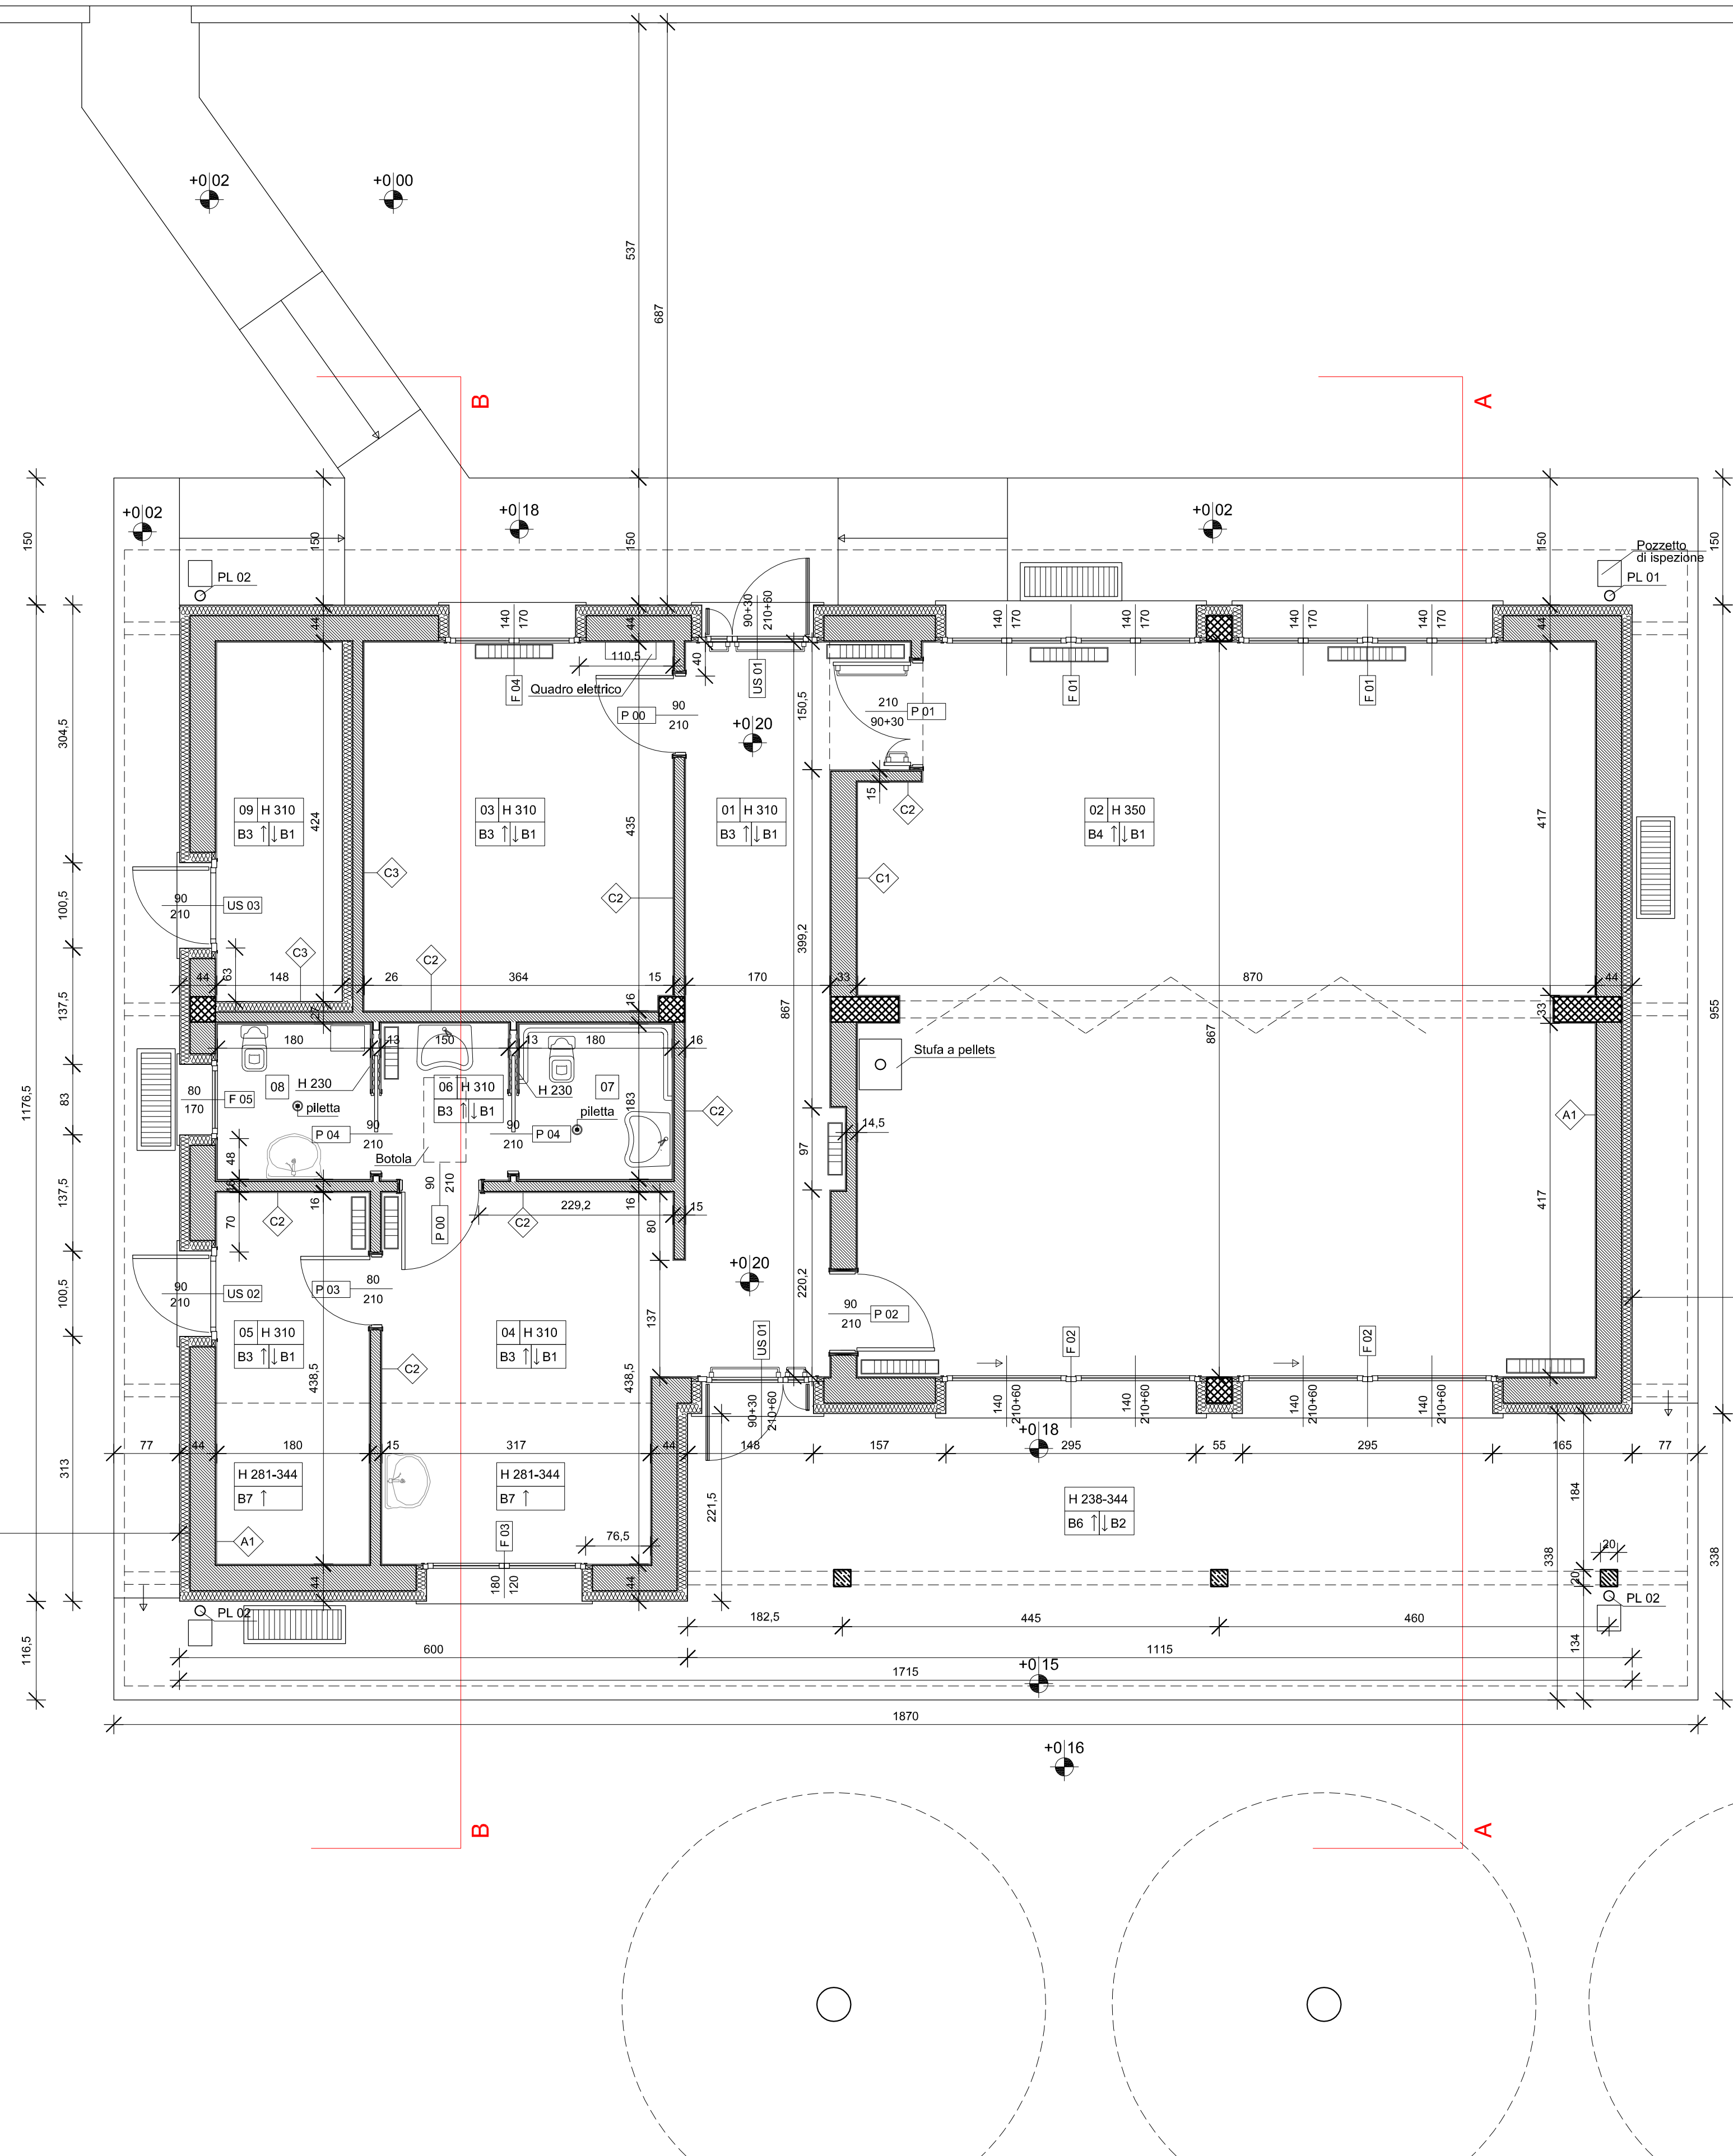 +0|02
+0|00
537
687
B
A
+0|02
+0|18
+0|02
150
150
150
150
150
Pozzetto
di ispezione
PL 02
PL 01
140
170
90+30
210+60
140
170
140
170
140
170
140
170
44
44
44
40
110,5
F 04
Quadro elettrico
US 01
F 01
F 01
P 00
90
210
+0|20
150,5
210
90+30
P 01
304,5
15
C2
09 H 310
B3 ↑ ↓ B1
03 H 310
B3 ↑ ↓ B1
01 H 310
B3 ↑ ↓ B1
02 H 350
B4 ↑ ↓ B1
424
435
417
C3
C1
C2
100,5
90
210
US 03
399,2
C3
C2
63
44
148
26
364
15
170
33
870
44
137,5
27
16
867
867
33
955
1176,5
180
13
150
13
180
16
Stufa a pellets
83
80
170
F 05
08
H 230
06 H 310
B3 ↑ ↓ B1
H 230
07
piletta
piletta
183
C2
A1
14,5
P 04
90
210
90
210
P 04
97
48
Botola
137,5
16
16
90
210
229,2
16
15
417
70
C2
P 00
C2
80
100,5
90
210
US 02
P 03
80
210
+0|20
220,2
90
210
P 02
137
05 H 310
B3 ↑ ↓ B1
04 H 310
B3 ↑ ↓ B1
US 01
F 02
F 02
438,5
C2
438,5
90+30
210+60
140
210+60
140
210+60
140
210+60
140
210+60
+0|18
77
44
180
15
317
44
148
157
295
55
295
165
77
313
H 281-344
B7 ↑
H 281-344
B7 ↑
H 238-344
B6 ↑ ↓ B2
221,5
184
A1
F 03
76,5
338
338
20
20
44
180
120
44
PL 02
PL 02
182,5
445
460
116,5
134
600
1115
+0|15
1715
1870
+0|16
B
A